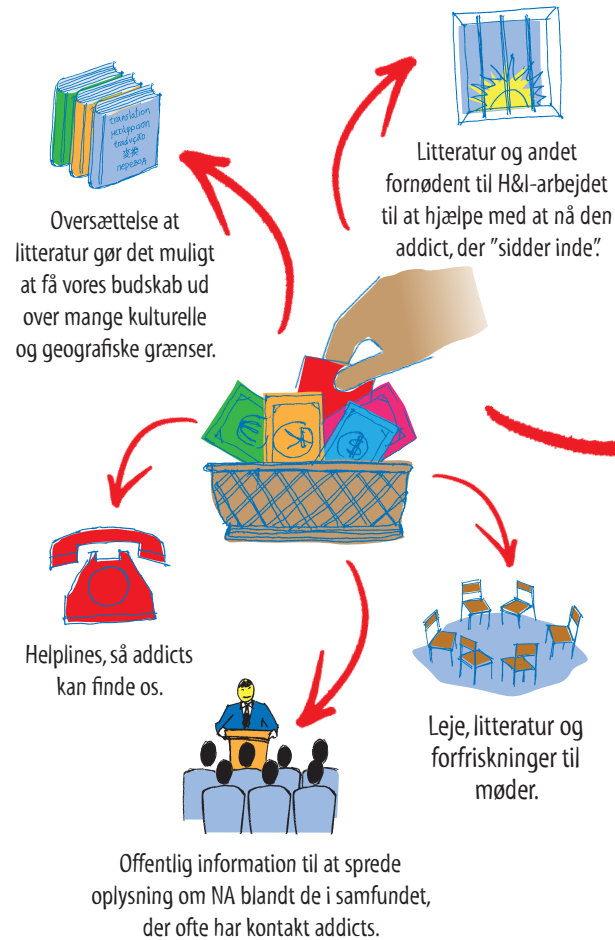 translation
tradução
перевод
Oversættelse at
litteratur gør det muligt
at få vores budskab ud
over mange kulturelle
og geografiske grænser.
Litteratur og andet
fornødent til H&I-arbejdet
til at hjælpe med at nå den
addict, der ”sidder inde”.
Helplines, så addicts
kan finde os.
Leje, litteratur og
forfriskninger til
møder.
Offentlig information til at sprede
oplysning om NA blandt de i samfundet,
der ofte har kontakt addicts.